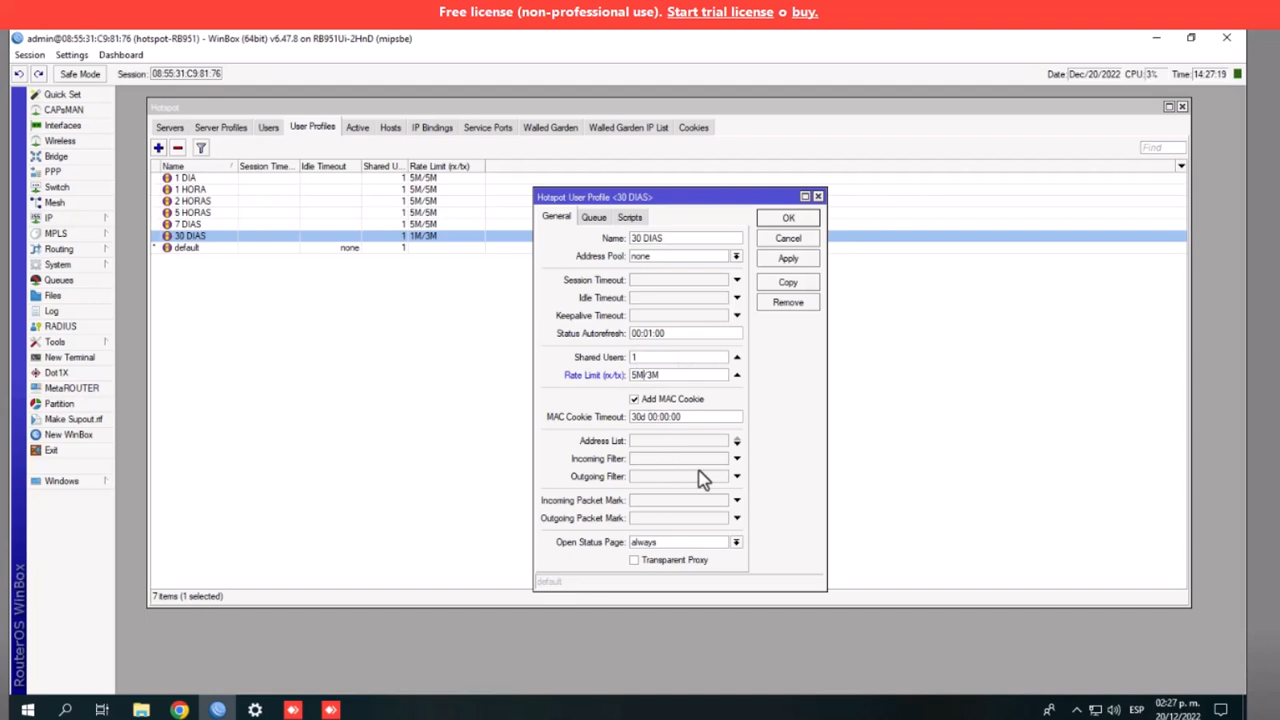 Free license (non-professional use). Start trial license o buy.
admin@08:55:31:C9:81:76 (hotspot-RB951) - WinBox (64bit) v6.47.8 on RB951Ui-2HnD (mipsbe)
Session Settings Dashboard
Safe Mode Session: 08:55:31:C9:81:76 Date: Dec/20/2022 CPU: 3% Time: 14:27:19
Quick Set
CAPsMAN
Interfaces
Wireless
Bridge
PPP
Switch
Mesh
IP
MPLS
Routing
System
Queues
Files
Log
RADIUS
Tools
New Terminal
Dot1X
MetaROUTER
Partition
Make Supout.rif
New WinBox
Exit
Windows
RouterOS WinBox
Hotspot
Servers Server Profiles Users User Profiles Active Hosts IP Bindings Service Ports Walled Garden Walled Garden IP List Cookies
Find
Name Session Time... Idle Timeout Shared U... Rate Limit (rx/tx)
1 DIA 1 5M/5M
1 HORA 1 5M/5M
2 HORAS 1 5M/5M
5 HORAS 1 5M/5M
7 DIAS 1 5M/5M
30 DIAS 1 1M/3M
* default none 1
7 items (1 selected)
Hotspot User Profile <30 DIAS>
General Queue Scripts
Name: 30 DIAS
Address Pool: none
Session Timeout:
Idle Timeout:
Keepalive Timeout:
Status Autorefresh: 00:01:00
Shared Users: 1
Rate Limit (rx/tx): 5M/3M
Add MAC Cookie
MAC Cookie Timeout: 30d 00:00:00
Address List:
Incoming Filter:
Outgoing Filter:
Incoming Packet Mark:
Outgoing Packet Mark:
Open Status Page: always
Transparent Proxy
default
OK
Cancel
Apply
Copy
Remove
ESP
02:27 p. m.
20/12/2022